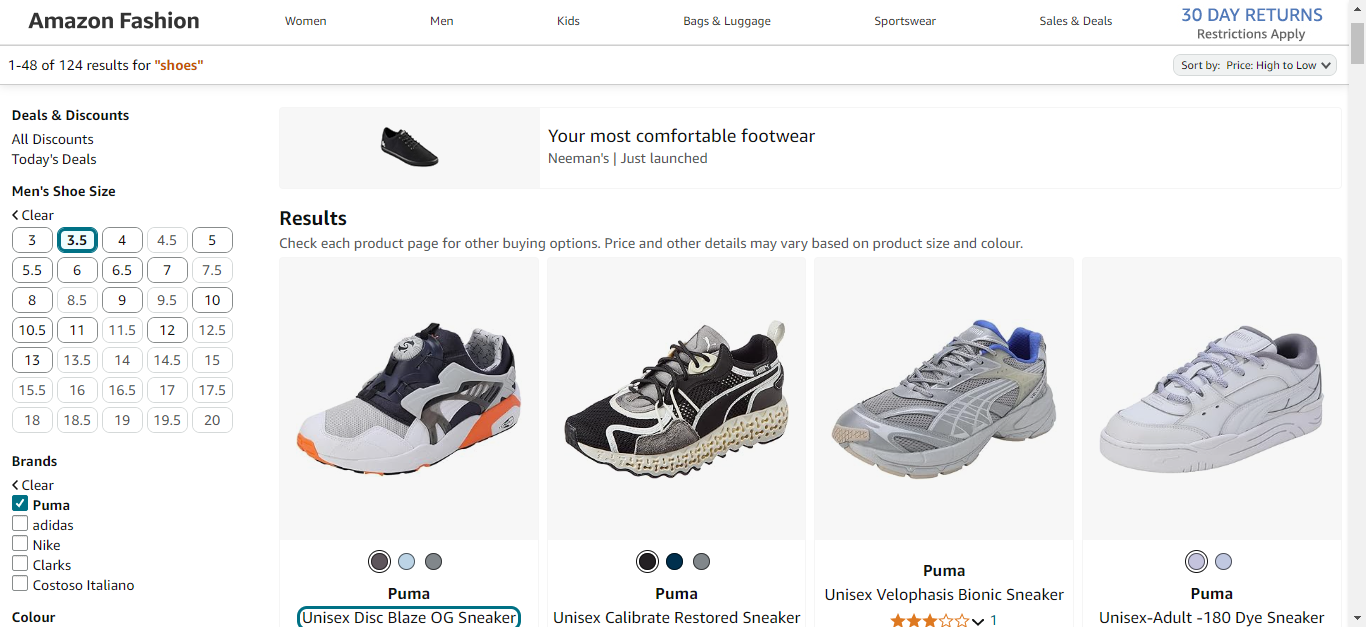 Amazon Fashion
Women Men Kids Bags & Luggage Sportswear Sales & Deals
30 DAY RETURNS
Restrictions Apply
1-48 of 124 results for "shoes"
Sort by: Price: High to Low
Deals & Discounts
All Discounts
Today's Deals
Men's Shoe Size
Clear
3 3.5 4 4.5 5
5.5 6 6.5 7 7.5
8 8.5 9 9.5 10
10.5 11 11.5 12 12.5
13 13.5 14 14.5 15
15.5 16 16.5 17 17.5
18 18.5 19 19.5 20
Brands
Clear
Puma
adidas
Nike
Clarks
Costoso Italiano
Colour
Your most comfortable footwear
Neeman's | Just launched
Results
Check each product page for other buying options. Price and other details may vary based on product size and colour.
Puma
Unisex Disc Blaze OG Sneaker
Puma
Unisex Calibrate Restored Sneaker
Puma
Unisex Velophasis Bionic Sneaker
1
Puma
Unisex-Adult -180 Dye Sneaker